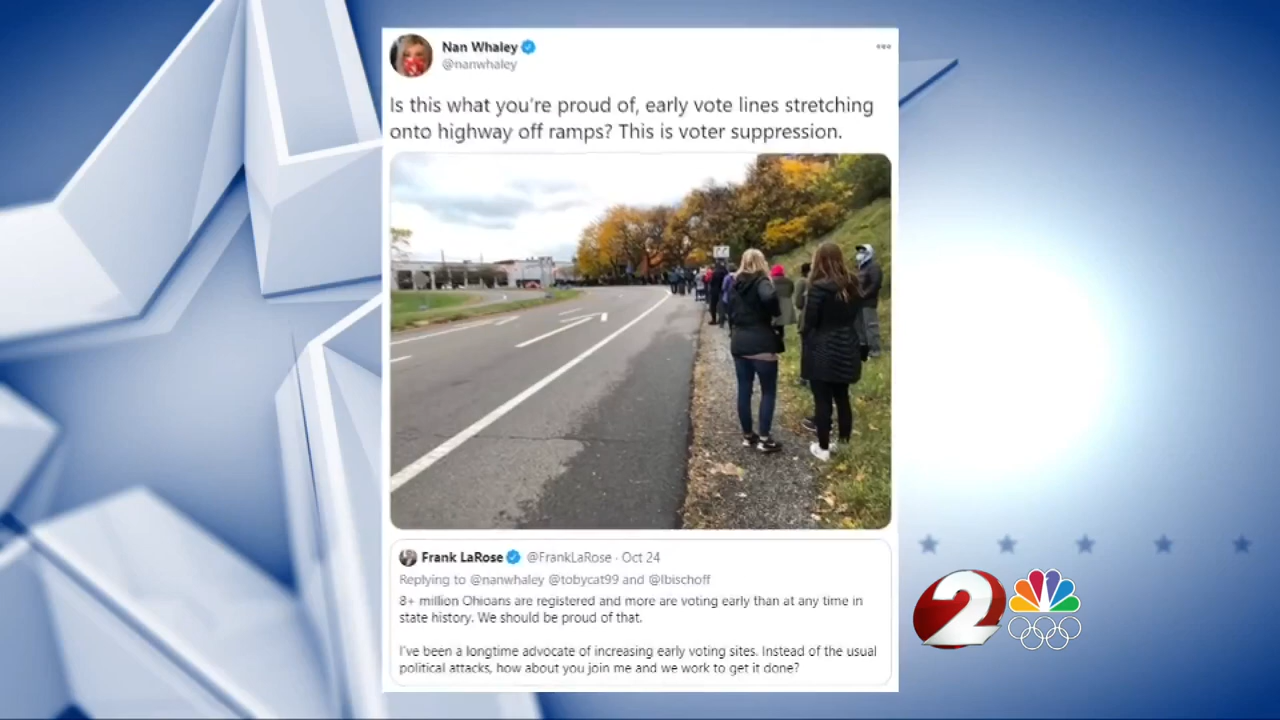 Nan Whaley
@nanwhaley
Is this what you're proud of, early vote lines stretching
onto highway off ramps? This is voter suppression.
Frank LaRose @FrankLaRose · Oct 24
Replying to @nanwhaley @tobycat99 and @lbischoff
8+ million Ohioans are registered and more are voting early than at any time in
state history. We should be proud of that.
I've been a longtime advocate of increasing early voting sites. Instead of the usual
political attacks, how about you join me and we work to get it done?
2